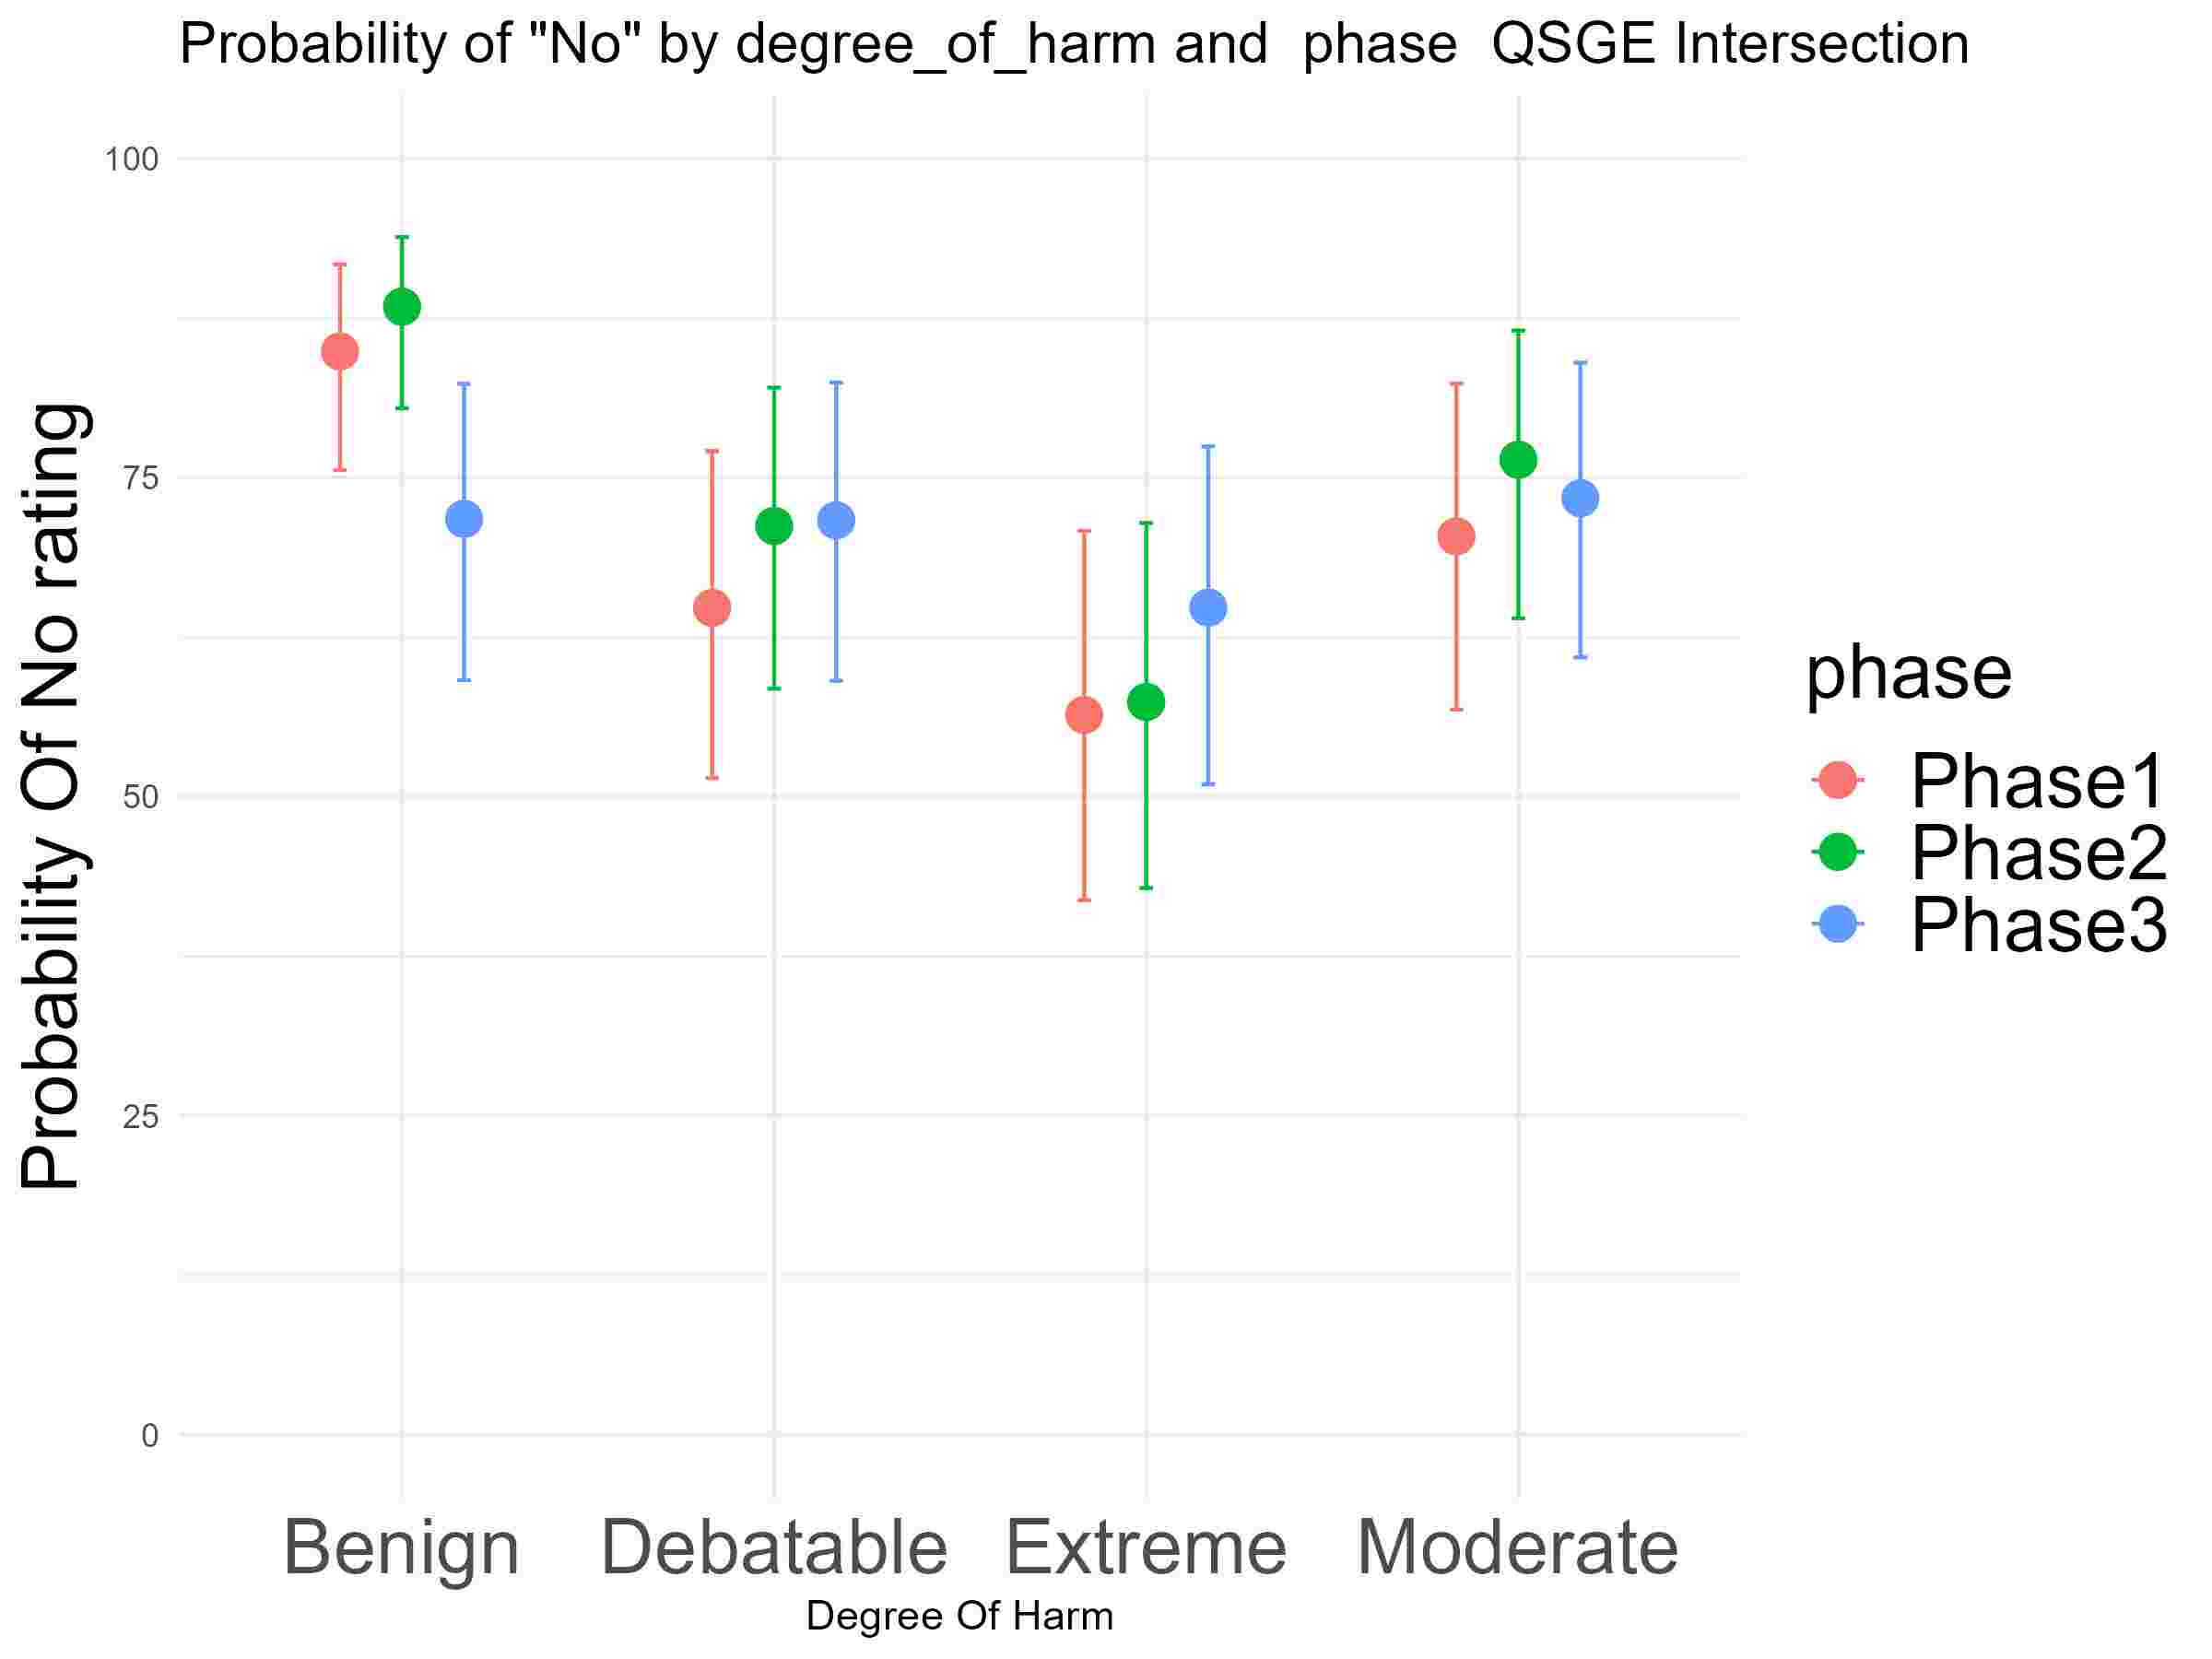 Probability of "No" by degree_of_harm and  phase  QSGE Intersection
Probability Of No rating
100
75
50
25
0
Benign Debatable Extreme Moderate
Degree Of Harm
phase
Phase1
Phase2
Phase3